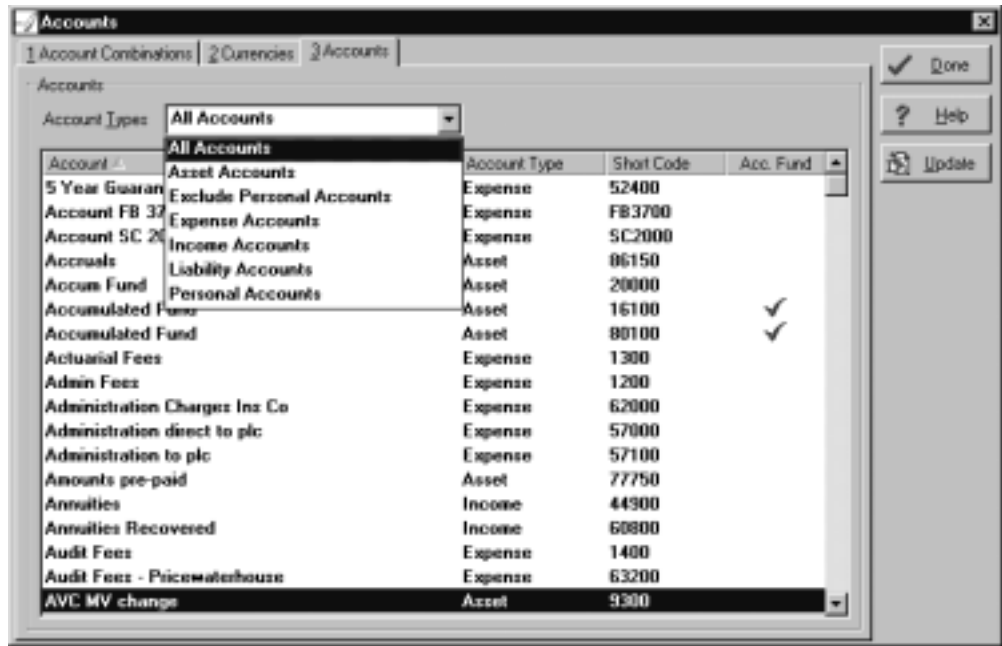 Accounts
1 Account Combinations 2 Currencies 3 Accounts
Done
Accounts
Account Types All Accounts
Help
All Accounts
Account Account Type Short Code Acc. Fund
Update
Asset Accounts
5 Year Guaran Expense 52400
Exclude Personal Accounts
Account FB 37 Expense FB3700
Expense Accounts
Account SC 20 Expense SC2000
Income Accounts
Accruals Asset 86150
Liability Accounts
Accum Fund Asset 20000
Personal Accounts
Accumulated Fund Asset 16100
Accumulated Fund Asset 80100
Actuarial Fees Expense 1300
Admin Fees Expense 1200
Administration Charges Ins Co Expense 62000
Administration direct to plc Expense 57000
Administration to plc Expense 57100
Amounts pre-paid Asset 77750
Annuities Income 44900
Annuities Recovered Income 60800
Audit Fees Expense 1400
Audit Fees - Pricewaterhouse Expense 63200
AVC MV change Asset 9300